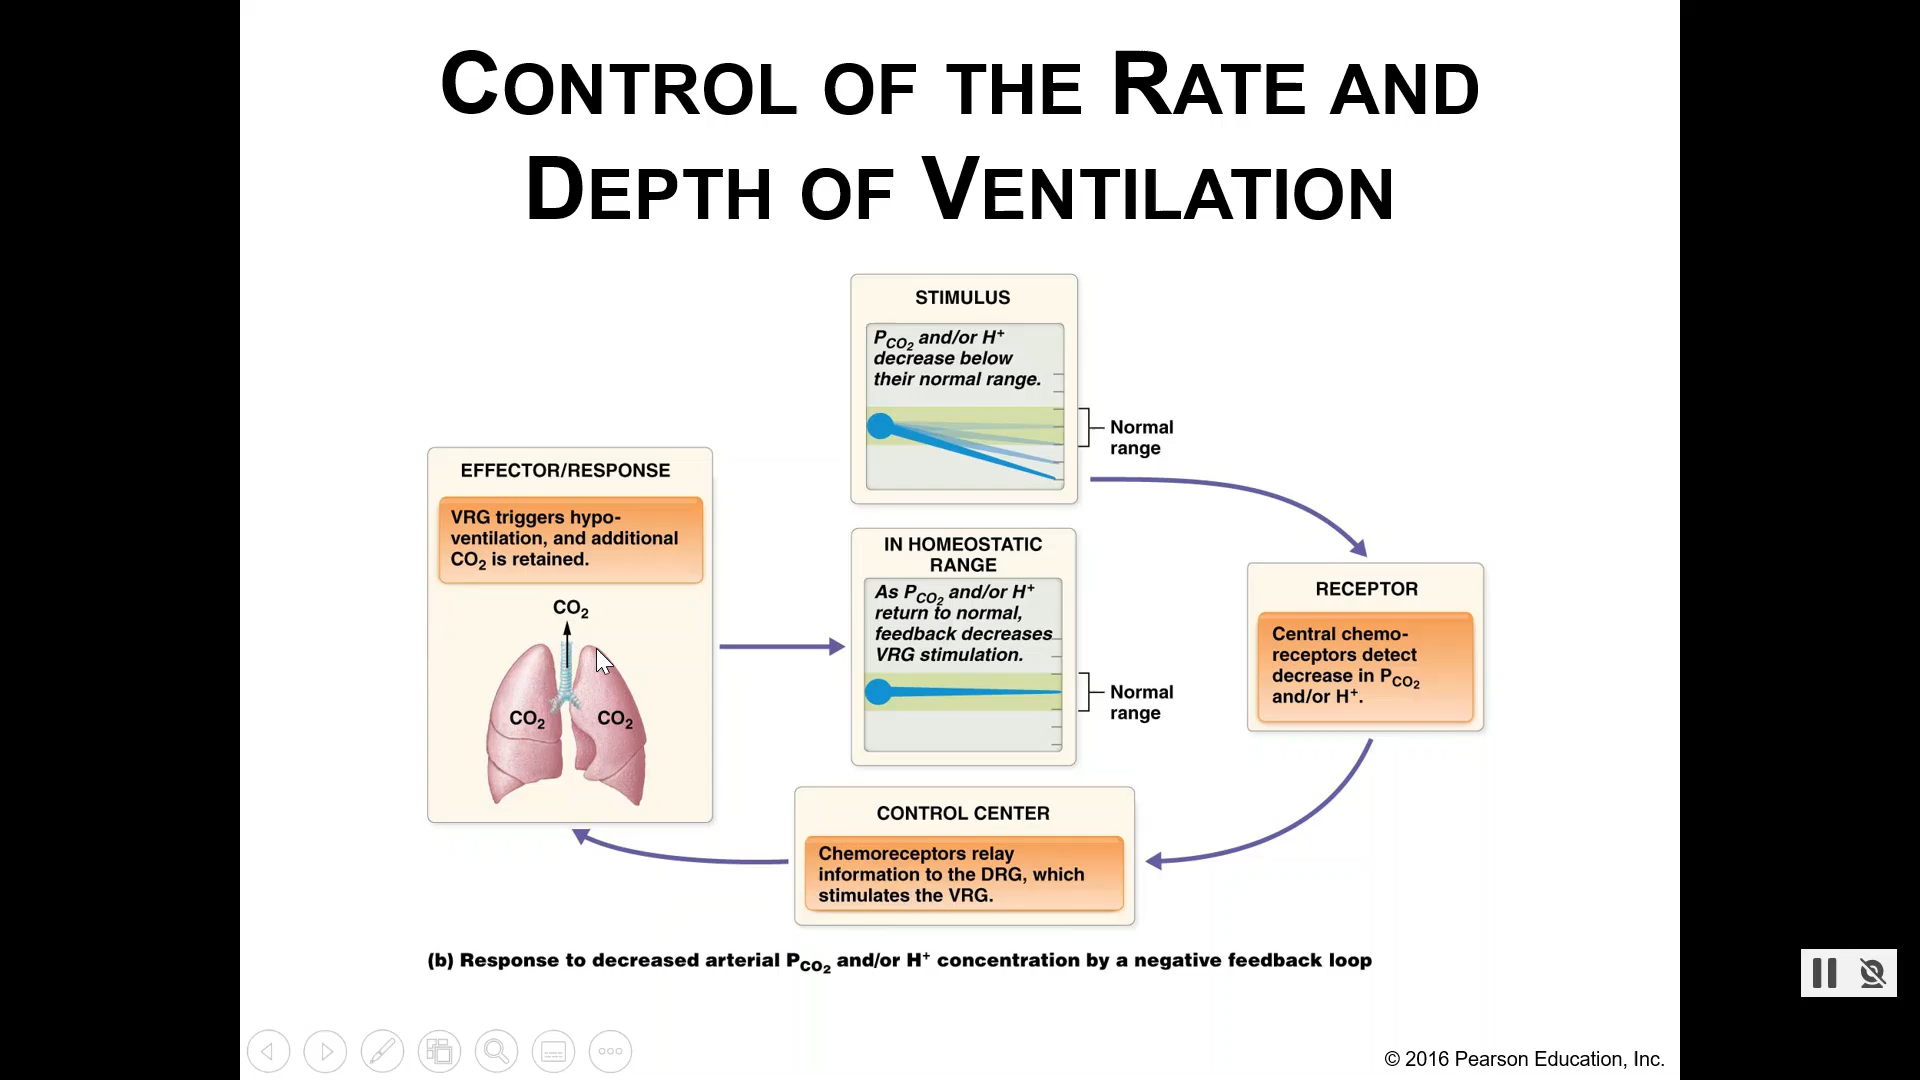 CONTROL OF THE RATE AND
DEPTH OF VENTILATION
STIMULUS
PCO₂ and/or H⁺
decrease below
their normal range.
Normal
range
EFFECTOR/RESPONSE
VRG triggers hypo-
ventilation, and additional
CO₂ is retained.
CO₂
CO₂
CO₂
IN HOMEOSTATIC
RANGE
As PCO₂ and/or H⁺
return to normal,
feedback decreases
VRG stimulation.
Normal
range
RECEPTOR
Central chemo-
receptors detect
decrease in PCO₂
and/or H⁺.
CONTROL CENTER
Chemoreceptors relay
information to the DRG, which
stimulates the VRG.
(b) Response to decreased arterial PCO₂ and/or H⁺ concentration by a negative feedback loop
© 2016 Pearson Education, Inc.